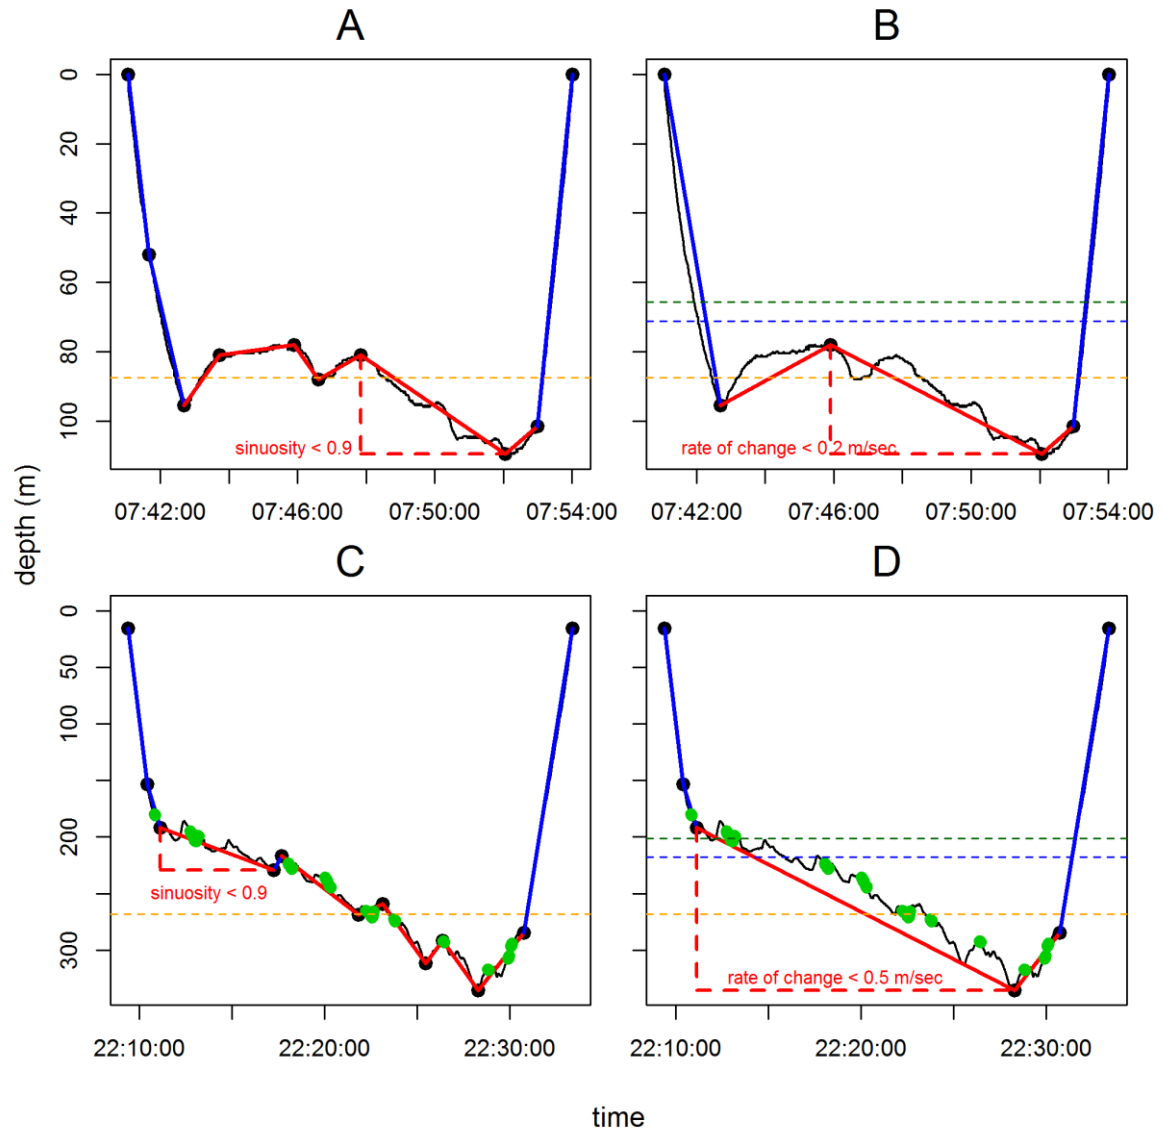 A
B
0
20
40
60
80
100
sinuosity < 0.9
rate of change < 0.2 m/sec
07:42:00
07:46:00
07:50:00
07:54:00
07:42:00
07:46:00
07:50:00
07:54:00
depth (m)
C
D
0
50
100
200
300
sinuosity < 0.9
rate of change < 0.5 m/sec
22:10:00
22:20:00
22:30:00
22:10:00
22:20:00
22:30:00
time